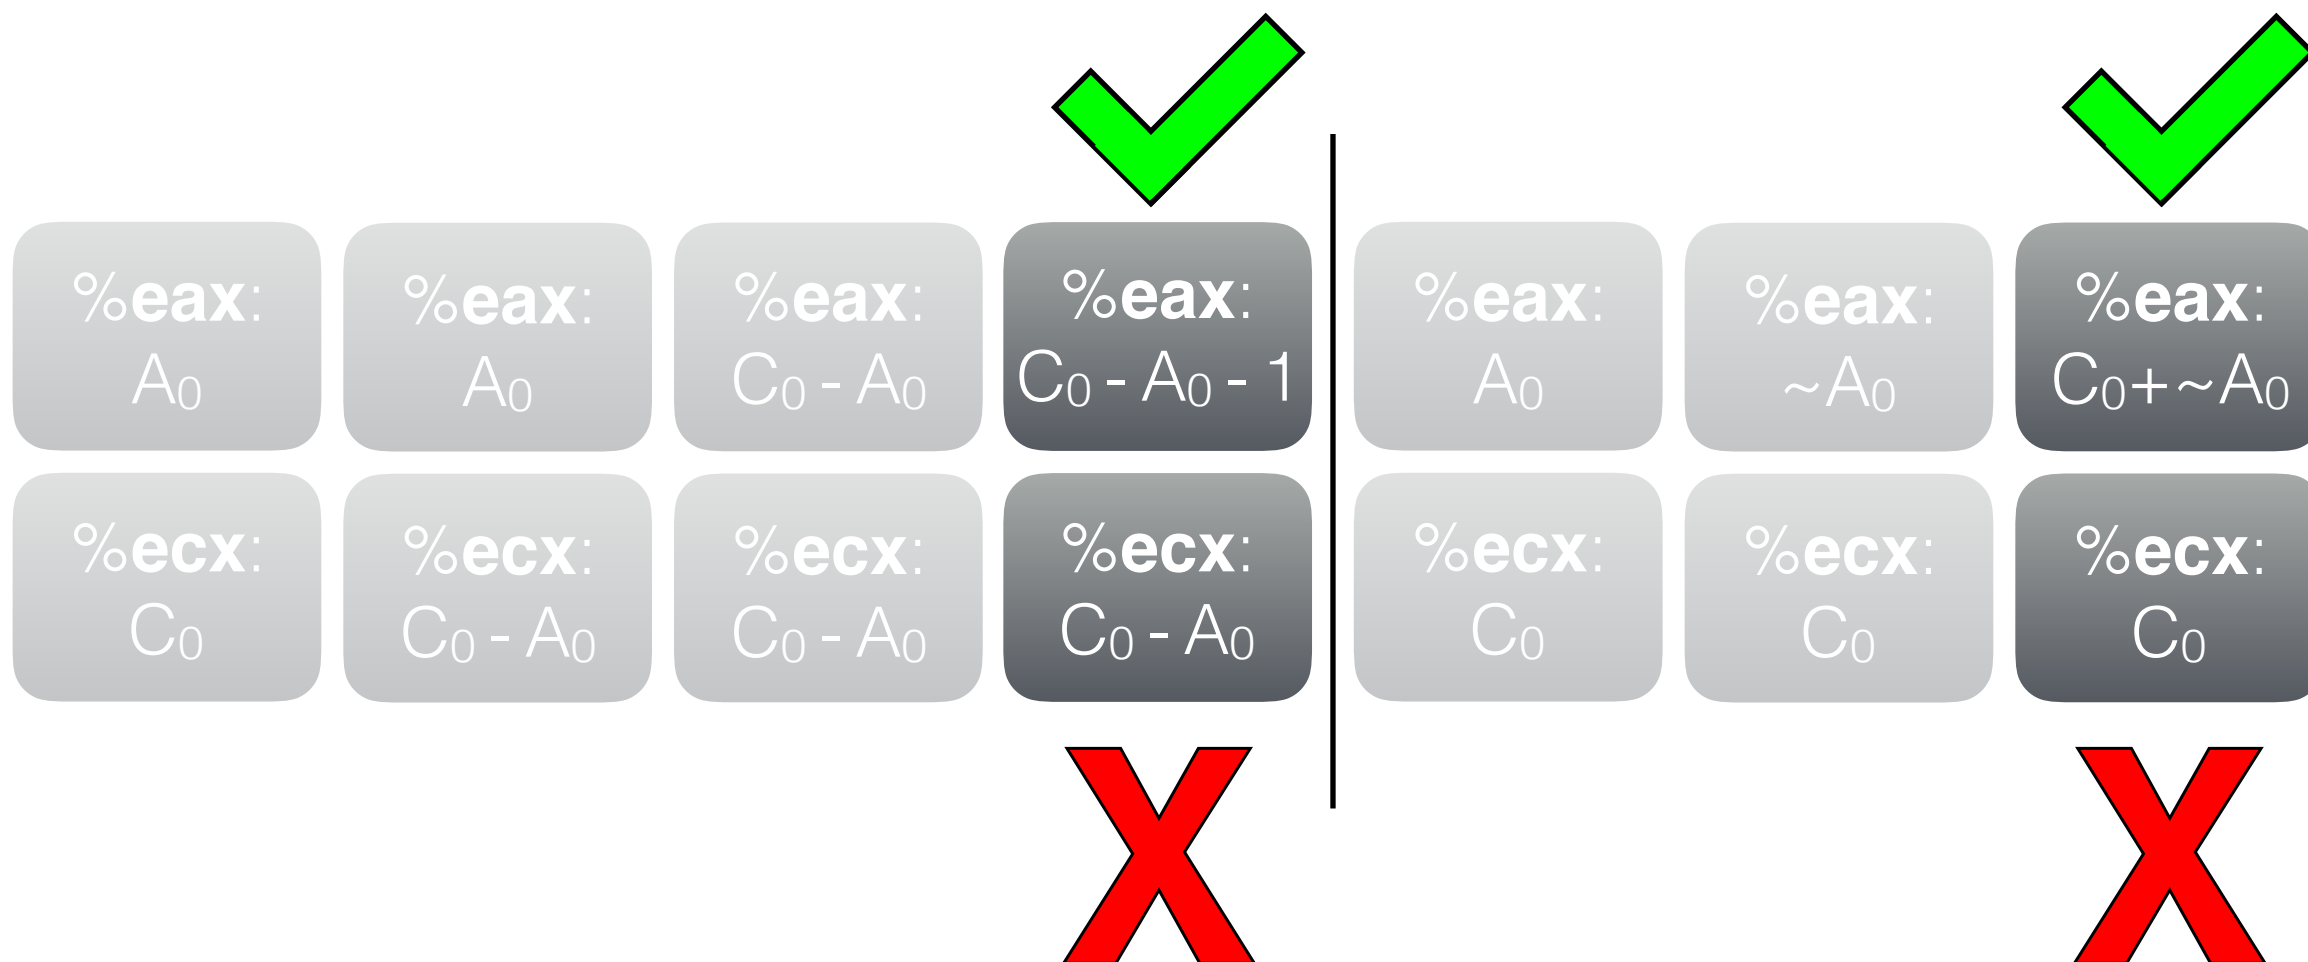 %eax:
A₀
%eax:
A₀
%eax:
C₀ - A₀
%eax:
C₀ - A₀ - 1
%eax:
A₀
%eax:
~A₀
%eax:
C₀+~A₀
%ecx:
C₀
%ecx:
C₀ - A₀
%ecx:
C₀ - A₀
%ecx:
C₀ - A₀
%ecx:
C₀
%ecx:
C₀
%ecx:
C₀